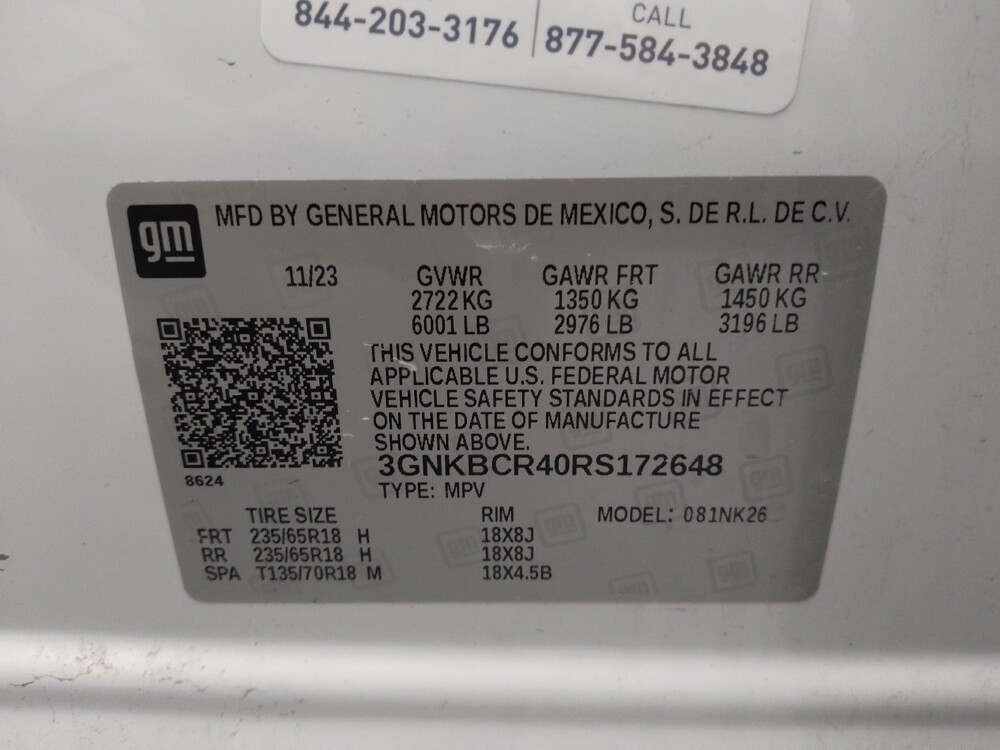 CALL
844-203-3176
877-584-3848
gm
MFD BY GENERAL MOTORS DE MEXICO, S. DE R.L. DE C.V.
11/23 GVWR GAWR FRT GAWR RR
2722 KG 1350 KG 1450 KG
6001 LB 2976 LB 3196 LB
THIS VEHICLE CONFORMS TO ALL
APPLICABLE U.S. FEDERAL MOTOR
VEHICLE SAFETY STANDARDS IN EFFECT
ON THE DATE OF MANUFACTURE
SHOWN ABOVE.
3GNKBCR40RS172648
8624
TYPE: MPV
TIRE SIZE RIM MODEL: 081NK26
FRT 235/65R18 H 18X8J
RR 235/65R18 H 18X8J
SPA T135/70R18 M 18X4.5B